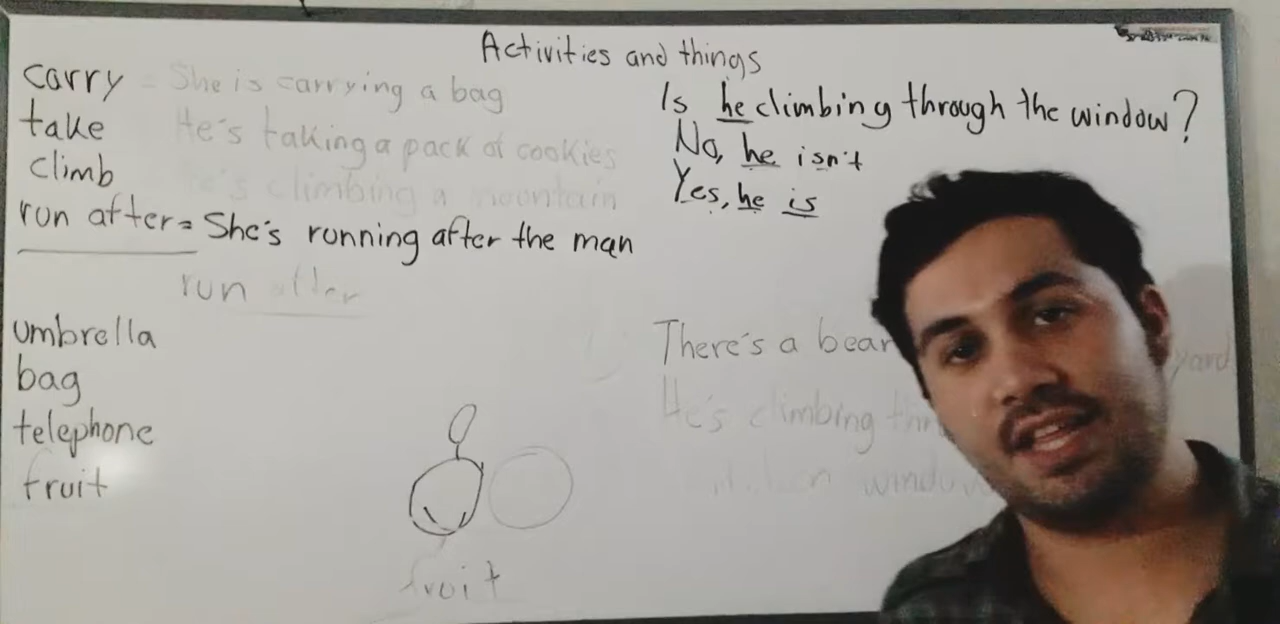 Activities and things
carry = She is carrying a bag
take He's taking a pack of cookies
climb He's climbing a mountain
run after = She's running after the man
run after
umbrella
bag
telephone
fruit
fruit
Is he climbing through the window?
No, he isn't
Yes, he is
There's a bear yard
He's climbing
window